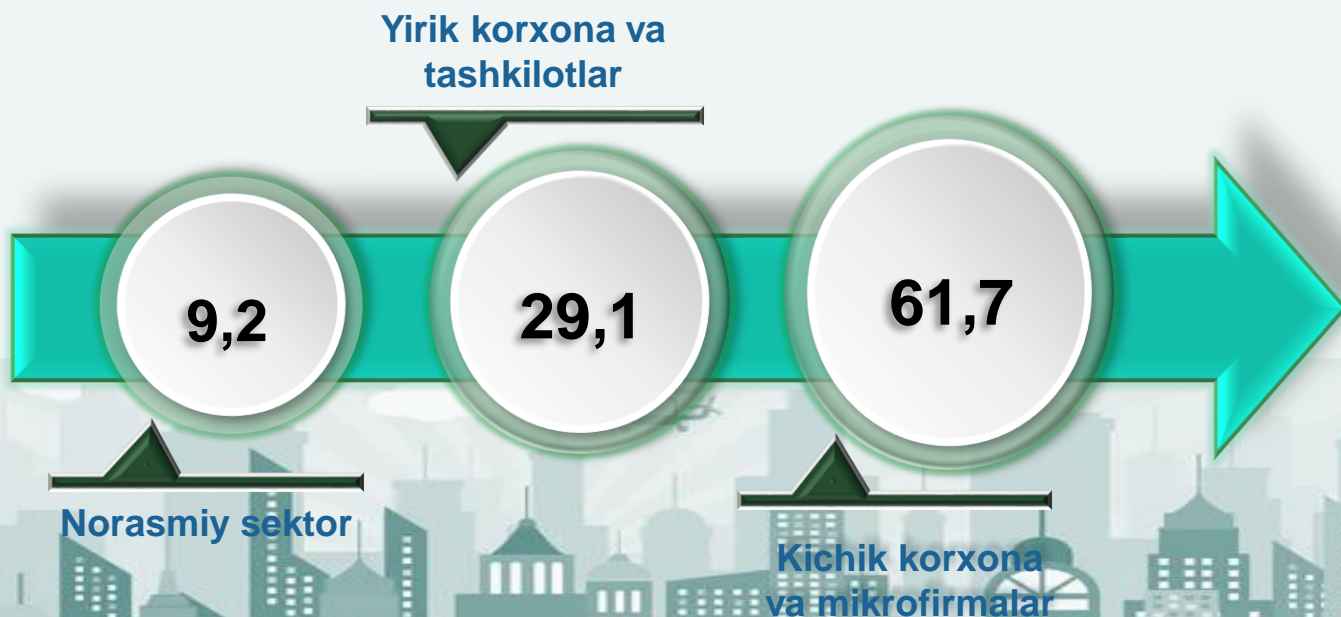 Yirik korxona va
tashkilotlar
9,2
29,1
61,7
Norasmiy sektor
Kichik korxona
va mikrofirmalar